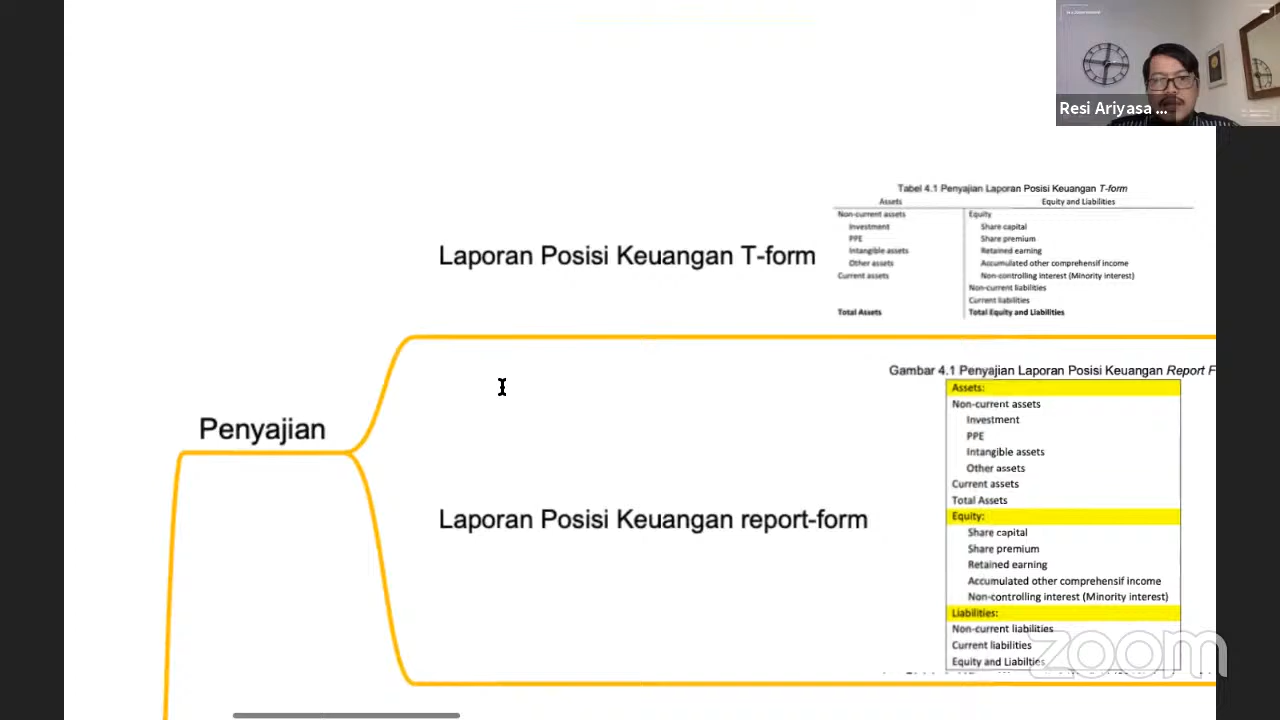 Resi Ariyasa ...
Tabel 4.1 Penyajian Laporan Posisi Keuangan T-form
Assets
Equity and Liabilities
Non-current assets
Investment
PPE
Intangible assets
Other assets
Current assets
Total Assets
Equity
Share capital
Share premium
Retained earning
Accumulated other comprehensif income
Non-controlling interest (Minority interest)
Non-current liabilities
Current liabilities
Total Equity and Liabilities
Laporan Posisi Keuangan T-form
Penyajian
Laporan Posisi Keuangan report-form
Gambar 4.1 Penyajian Laporan Posisi Keuangan Report F
Assets:
Non-current assets
Investment
PPE
Intangible assets
Other assets
Current assets
Total Assets
Equity:
Share capital
Share premium
Retained earning
Accumulated other comprehensif income
Non-controlling interest (Minority interest)
Liabilities:
Non-current liabilities
Current liabilities
Equity and Liabilties
zoom